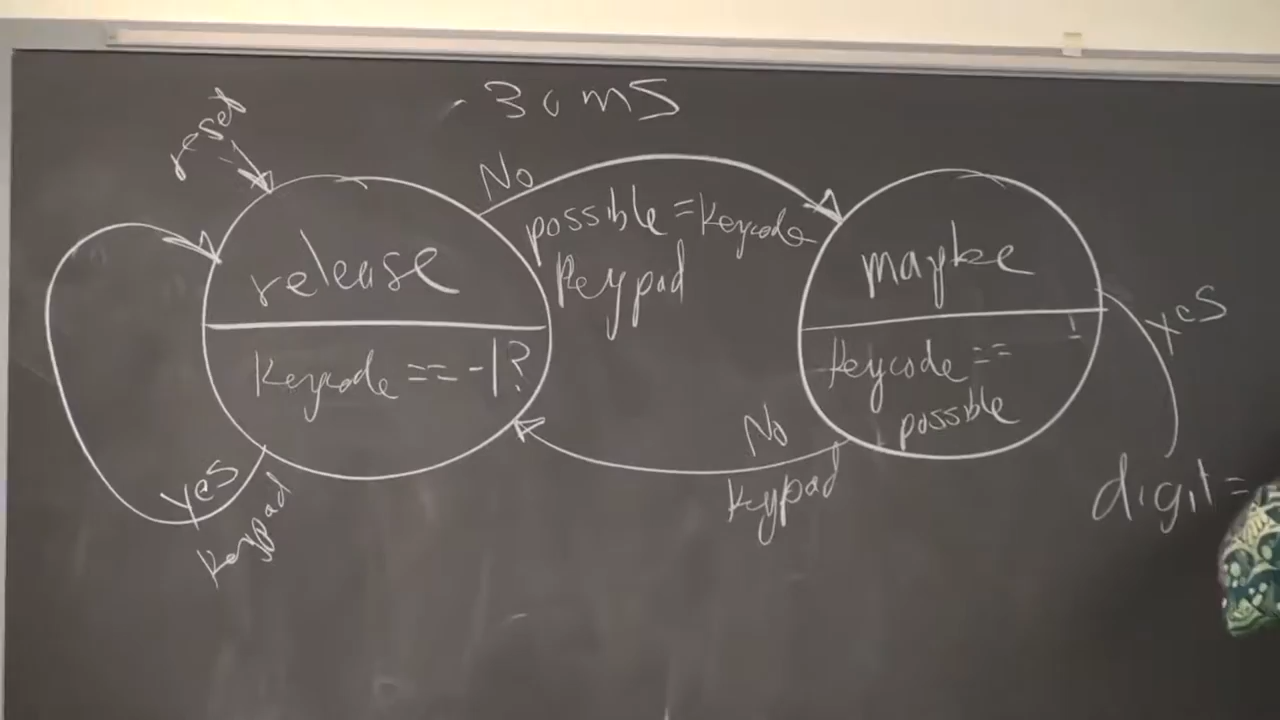 30 ms
reset
No
possible = Keycode
Keypad
release
Keycode == -1?
yes
Keypad
maybe
Keycode ==
possible
No
Keypad
yes
digit =